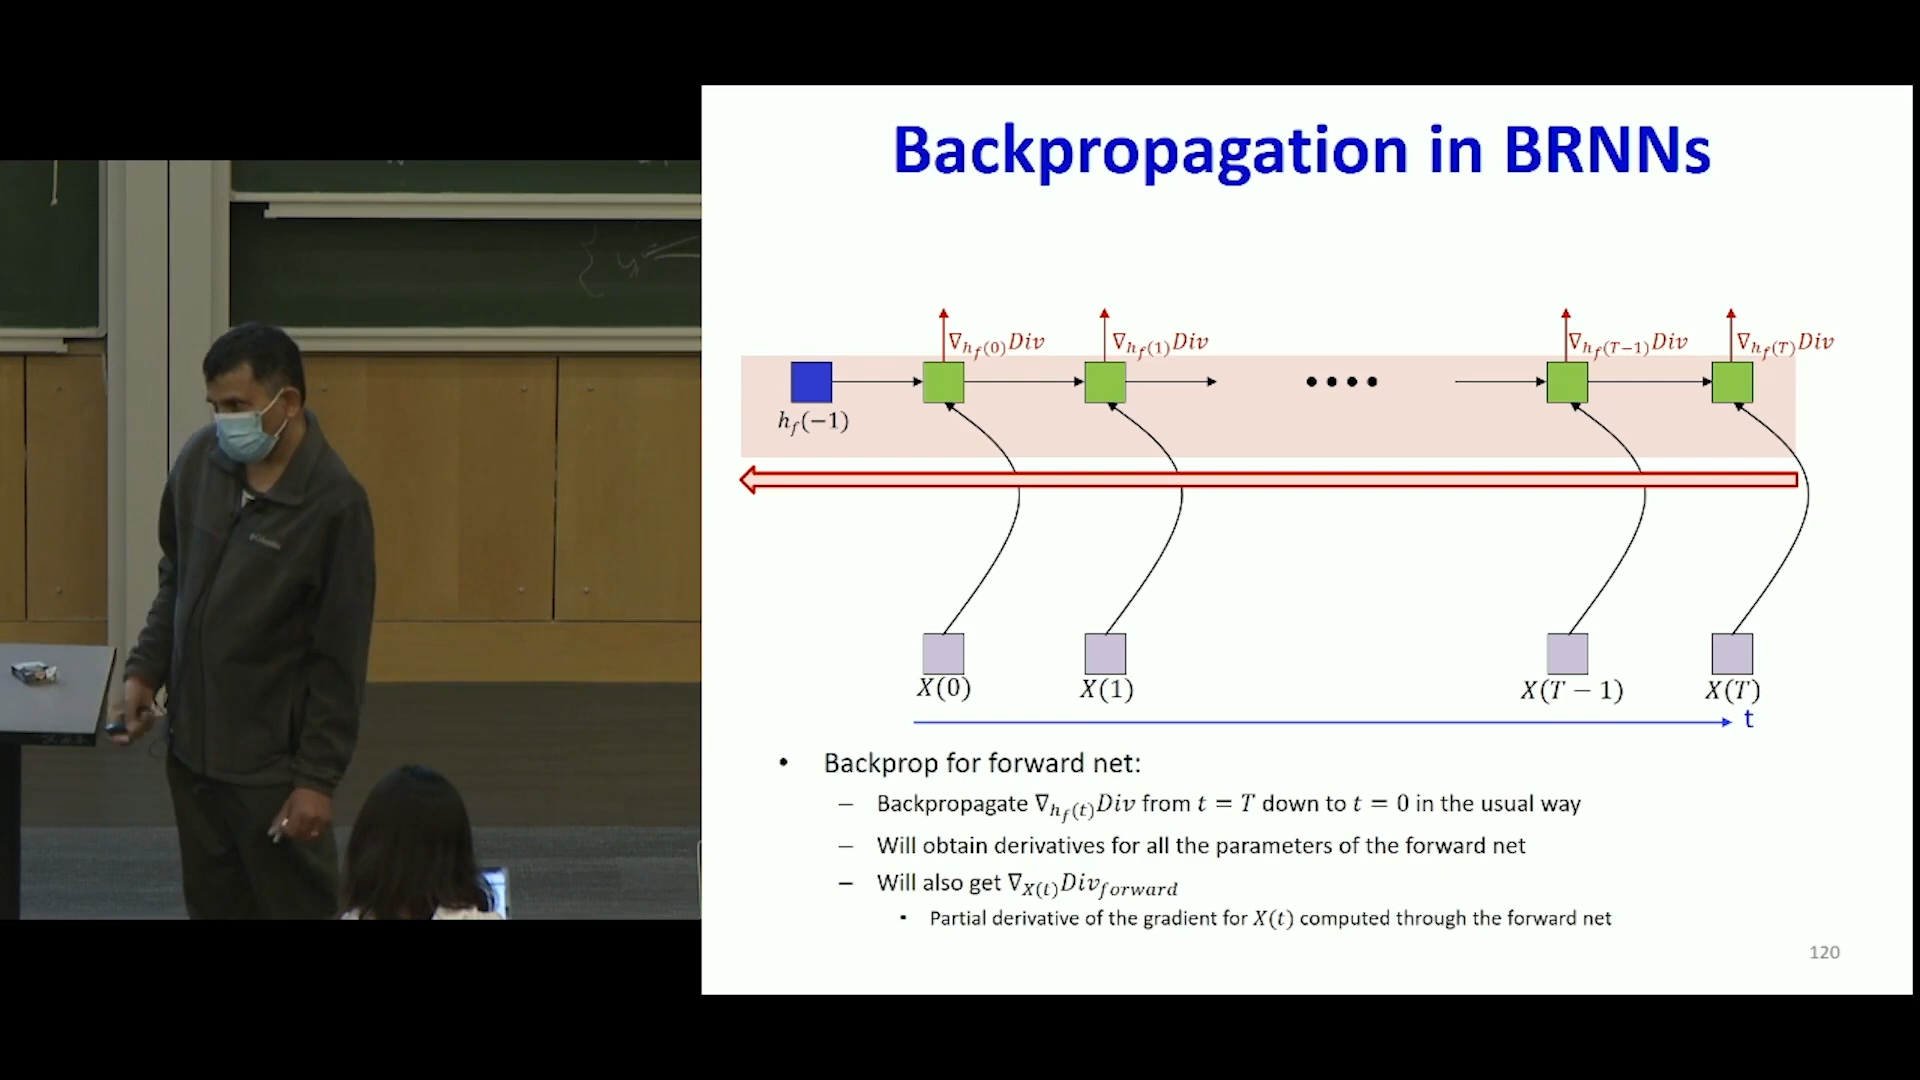 Backpropagation in BRNNs
∇h_f(0)Div ∇h_f(1)Div ∇h_f(T−1)Div ∇h_f(T)Div
h_f(−1)
X(0) X(1) X(T − 1) X(T)
t
• Backprop for forward net:
– Backpropagate ∇h_f(t)Div from t = T down to t = 0 in the usual way
– Will obtain derivatives for all the parameters of the forward net
– Will also get ∇X(t)Div_forward
• Partial derivative of the gradient for X(t) computed through the forward net
120
Columbia